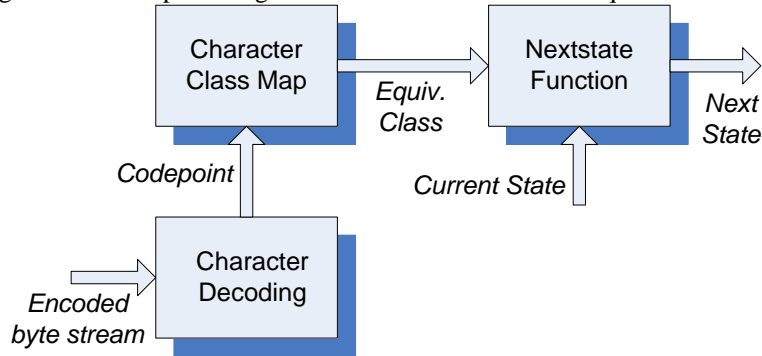 Character
Class Map
Nextstate
Function
Equiv.
Class
Next
State
Codepoint
Current State
Character
Decoding
Encoded
byte stream